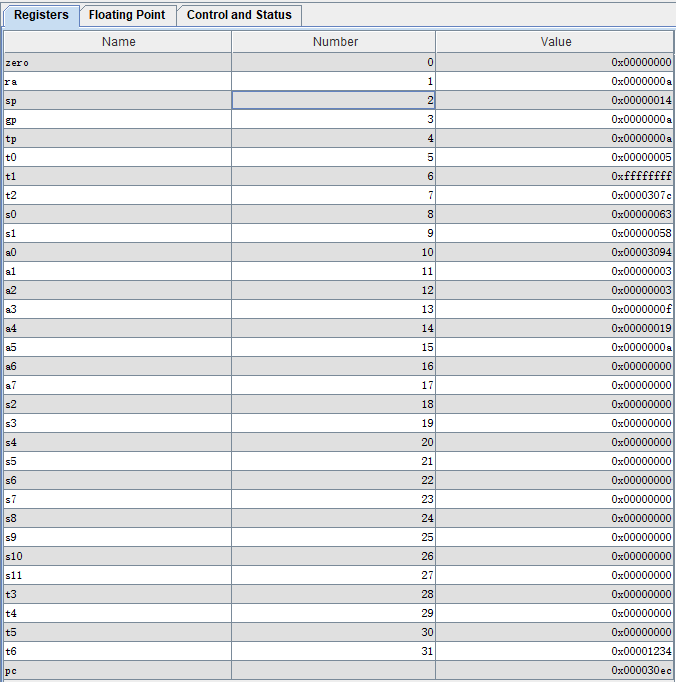 Registers Floating Point Control and Status
Name Number Value
zero 0 0x00000000
ra 1 0x0000000a
sp 2 0x00000014
gp 3 0x0000000a
tp 4 0x0000000a
t0 5 0x00000005
t1 6 0xffffffff
t2 7 0x0000307c
s0 8 0x00000063
s1 9 0x00000058
a0 10 0x00003094
a1 11 0x00000003
a2 12 0x00000003
a3 13 0x0000000f
a4 14 0x00000019
a5 15 0x0000000a
a6 16 0x00000000
a7 17 0x00000000
s2 18 0x00000000
s3 19 0x00000000
s4 20 0x00000000
s5 21 0x00000000
s6 22 0x00000000
s7 23 0x00000000
s8 24 0x00000000
s9 25 0x00000000
s10 26 0x00000000
s11 27 0x00000000
t3 28 0x00000000
t4 29 0x00000000
t5 30 0x00000000
t6 31 0x00001234
pc 0x000030ec